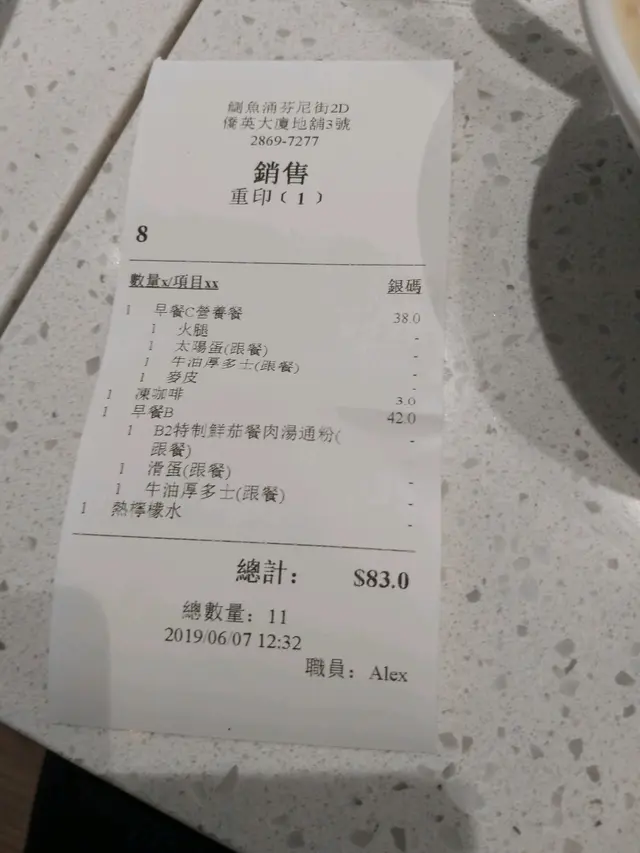 鰂魚涌芬尼街2D
僑英大廈地舖3號
2869-7277
銷售
重印（1）
8
數量x/項目xx 銀碼
1 早餐C營養餐 38.0
1 火腿 -
1 太陽蛋(跟餐) -
1 牛油厚多士(跟餐) -
1 麥皮 -
1 凍咖啡 3.0
1 早餐B 42.0
1 B2特制鮮茄餐肉湯通粉( -
跟餐)
1 滑蛋(跟餐) -
1 牛油厚多士(跟餐) -
1 熱檸檬水 -
總計： $83.0
總數量：11
2019/06/07 12:32
職員：Alex